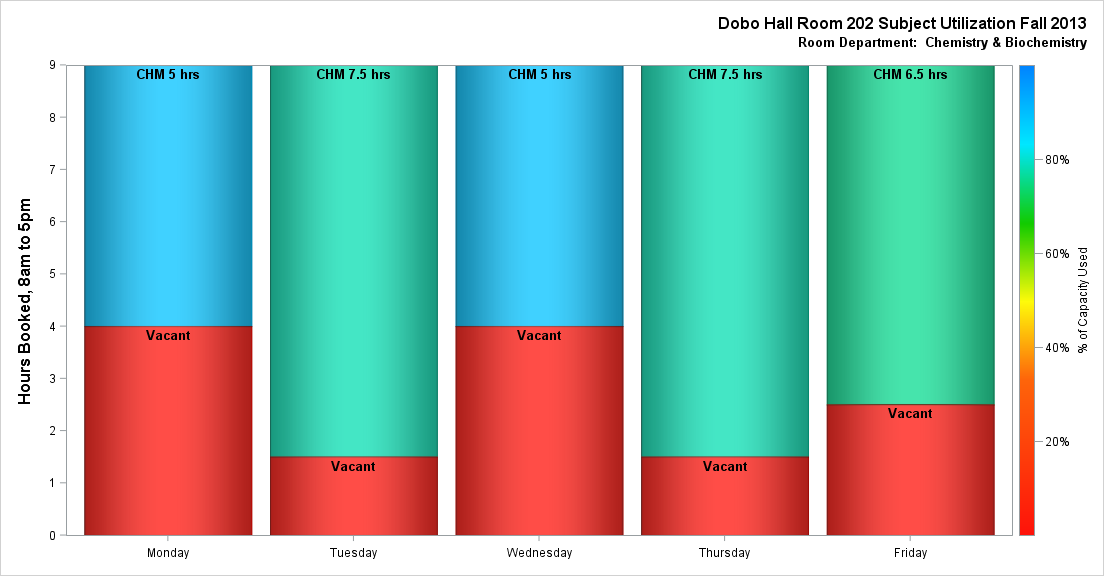 Dobo Hall Room 202 Subject Utilization Fall 2013
Room Department:  Chemistry & Biochemistry
Hours Booked, 8am to 5pm
9
8
7
6
5
4
3
2
1
0
CHM 5 hrs
CHM 7.5 hrs
CHM 5 hrs
CHM 7.5 hrs
CHM 6.5 hrs
Vacant
Vacant
Vacant
Vacant
Vacant
Monday
Tuesday
Wednesday
Thursday
Friday
80%
60%
40%
20%
% of Capacity Used